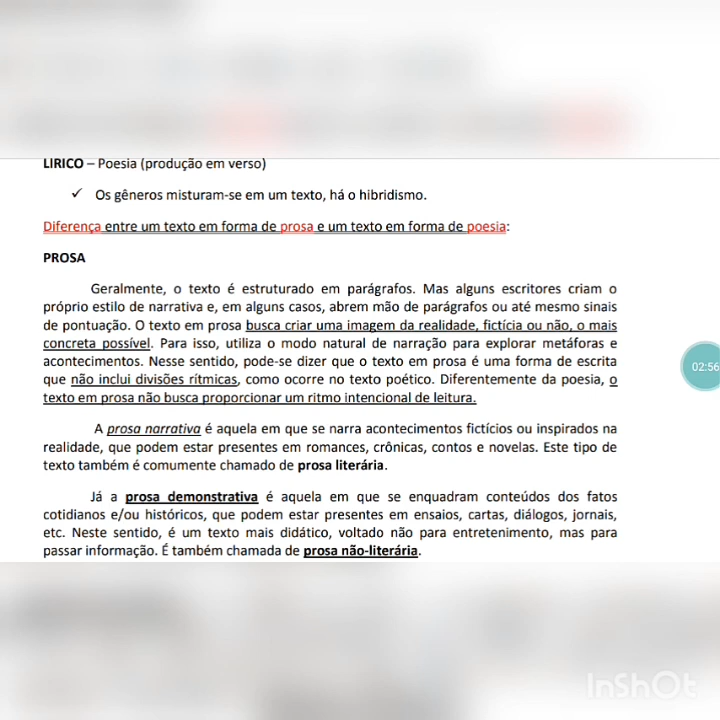 LIRICO – Poesia (produção em verso)
✓ Os gêneros misturam-se em um texto, há o hibridismo.
Diferença entre um texto em forma de prosa e um texto em forma de poesia:
PROSA
Geralmente, o texto é estruturado em parágrafos. Mas alguns escritores criam o
próprio estilo de narrativa e, em alguns casos, abrem mão de parágrafos ou até mesmo sinais
de pontuação. O texto em prosa busca criar uma imagem da realidade, fictícia ou não, o mais
concreta possível. Para isso, utiliza o modo natural de narração para explorar metáforas e
acontecimentos. Nesse sentido, pode-se dizer que o texto em prosa é uma forma de escrita
que não inclui divisões rítmicas, como ocorre no texto poético. Diferentemente da poesia, o
texto em prosa não busca proporcionar um ritmo intencional de leitura.
A prosa narrativa é aquela em que se narra acontecimentos fictícios ou inspirados na
realidade, que podem estar presentes em romances, crônicas, contos e novelas. Este tipo de
texto também é comumente chamado de prosa literária.
Já a prosa demonstrativa é aquela em que se enquadram conteúdos dos fatos
cotidianos e/ou históricos, que podem estar presentes em ensaios, cartas, diálogos, jornais,
etc. Neste sentido, é um texto mais didático, voltado não para entretenimento, mas para
passar informação. É também chamada de prosa não-literária.
02:56
InShOt